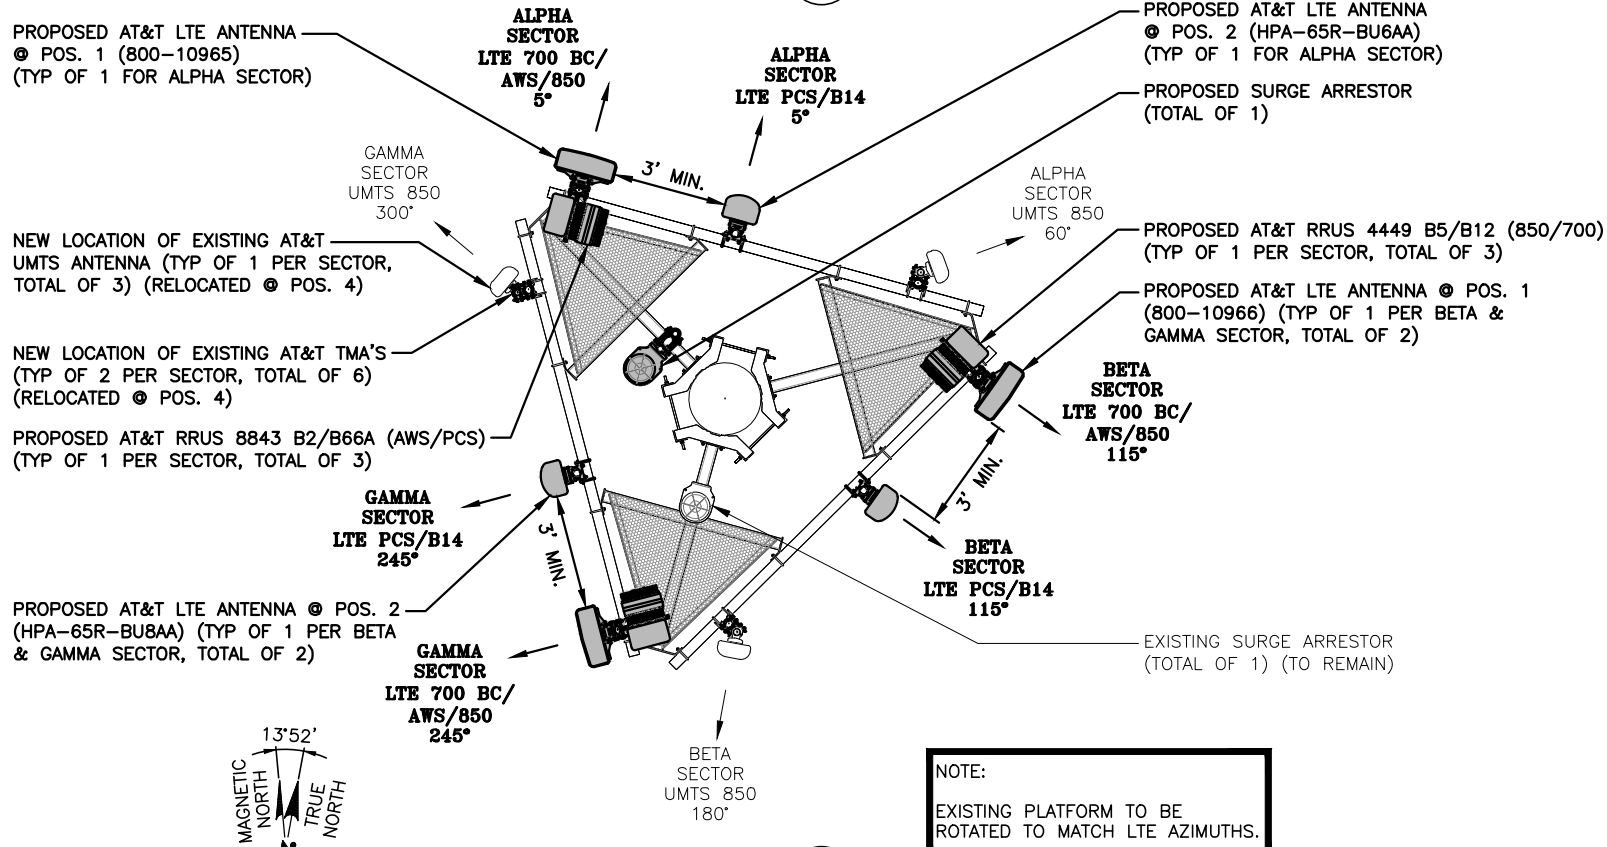 PROPOSED AT&T LTE ANTENNA
@ POS. 1 (800-10965)
(TYP OF 1 FOR ALPHA SECTOR)
ALPHA
SECTOR
LTE 700 BC/
AWS/850
5°
ALPHA
SECTOR
LTE PCS/B14
5°
PROPOSED AT&T LTE ANTENNA
@ POS. 2 (HPA-65R-BU6AA)
(TYP OF 1 FOR ALPHA SECTOR)
PROPOSED SURGE ARRESTOR
(TOTAL OF 1)
GAMMA
SECTOR
UMTS 850
300°
3' MIN.
ALPHA
SECTOR
UMTS 850
60°
NEW LOCATION OF EXISTING AT&T
UMTS ANTENNA (TYP OF 1 PER SECTOR,
TOTAL OF 3) (RELOCATED @ POS. 4)
PROPOSED AT&T RRUS 4449 B5/B12 (850/700)
(TYP OF 1 PER SECTOR, TOTAL OF 3)
PROPOSED AT&T LTE ANTENNA @ POS. 1
(800-10966) (TYP OF 1 PER BETA &
GAMMA SECTOR, TOTAL OF 2)
NEW LOCATION OF EXISTING AT&T TMA'S
(TYP OF 2 PER SECTOR, TOTAL OF 6)
(RELOCATED @ POS. 4)
BETA
SECTOR
LTE 700 BC/
AWS/850
115°
PROPOSED AT&T RRUS 8843 B2/B66A (AWS/PCS)
(TYP OF 1 PER SECTOR, TOTAL OF 3)
3' MIN.
GAMMA
SECTOR
LTE PCS/B14
245°
3' MIN.
BETA
SECTOR
LTE PCS/B14
115°
PROPOSED AT&T LTE ANTENNA @ POS. 2
(HPA-65R-BU8AA) (TYP OF 1 PER BETA
& GAMMA SECTOR, TOTAL OF 2)
GAMMA
SECTOR
LTE 700 BC/
AWS/850
245°
EXISTING SURGE ARRESTOR
(TOTAL OF 1) (TO REMAIN)
BETA
SECTOR
UMTS 850
180°
13°52'
MAGNETIC
NORTH
TRUE
NORTH
NOTE:
EXISTING PLATFORM TO BE
ROTATED TO MATCH LTE AZIMUTHS.